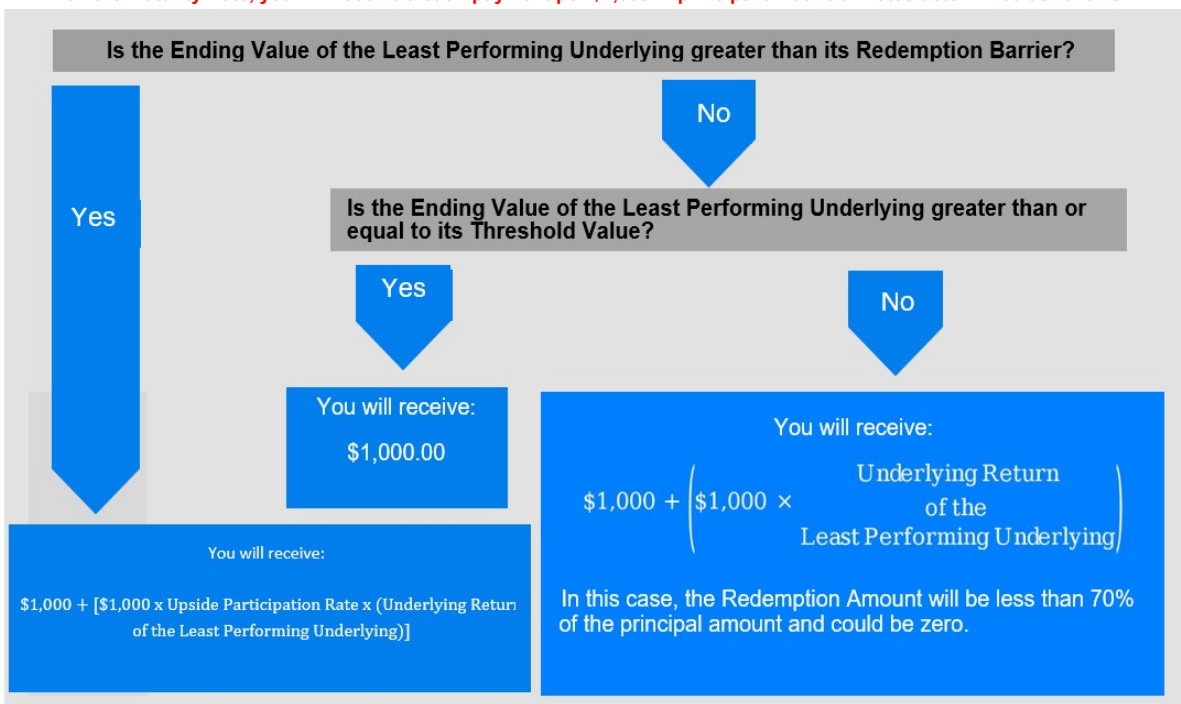 Is the Ending Value of the Least Performing Underlying greater than its Redemption Barrier?
No
Yes
Is the Ending Value of the Least Performing Underlying greater than or
equal to its Threshold Value?
Yes
No
You will receive:
$1,000.00
You will receive:
$1,000 + ($1,000 × Underlying Return
of the
Least Performing Underlying)
In this case, the Redemption Amount will be less than 70%
of the principal amount and could be zero.
You will receive:
$1,000 + [$1,000 x Upside Participation Rate x (Underlying Retur
of the Least Performing Underlying)]